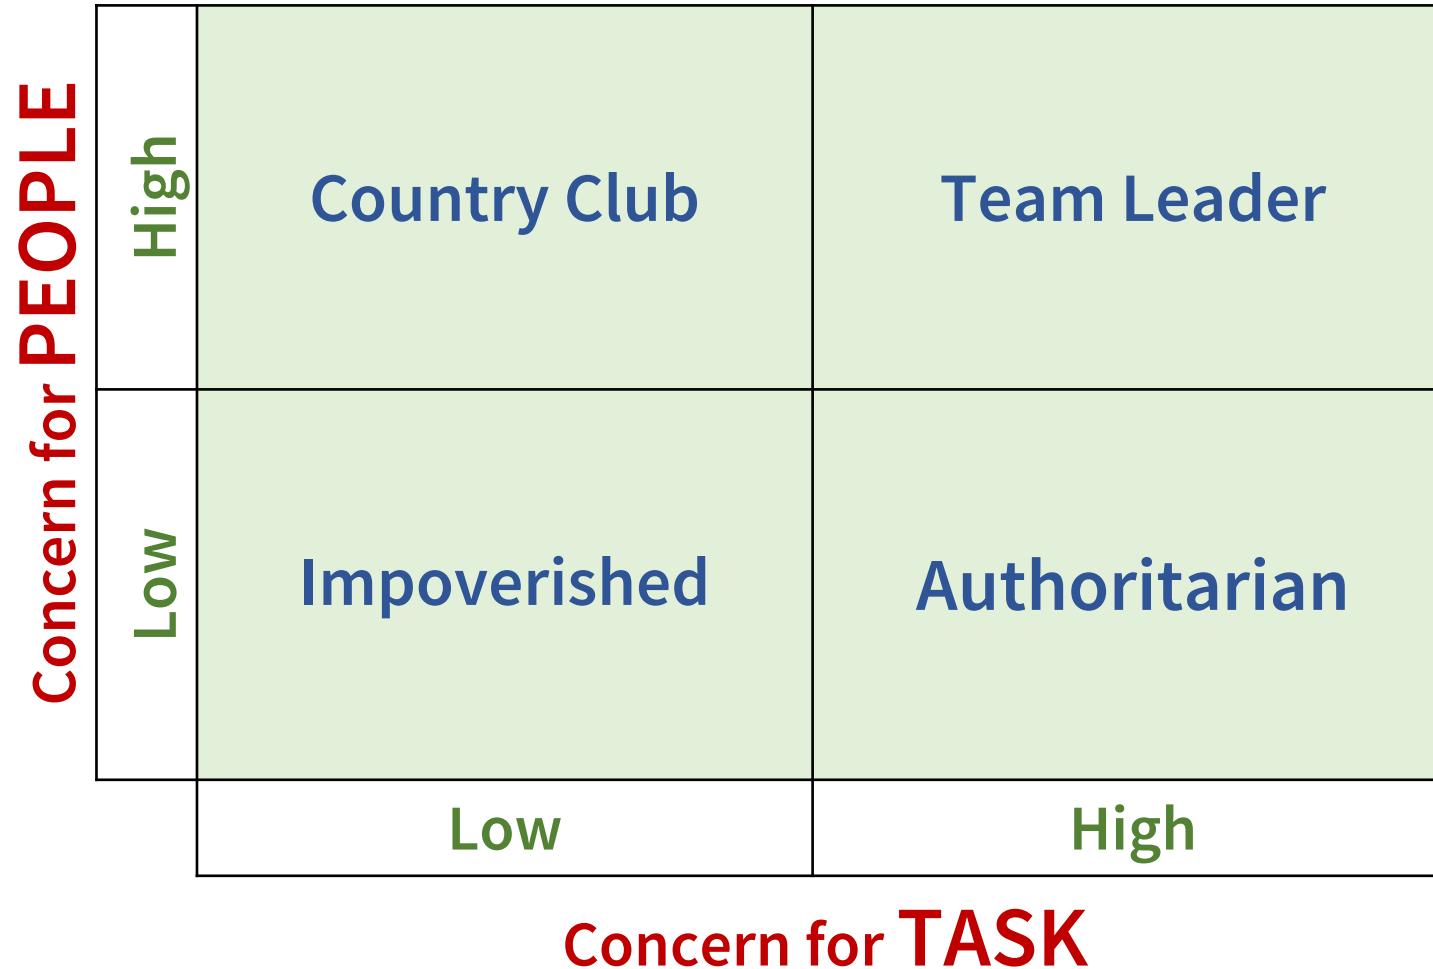 Concern for PEOPLE
High
Country Club
Team Leader
Low
Impoverished
Authoritarian
Low
High
Concern for TASK